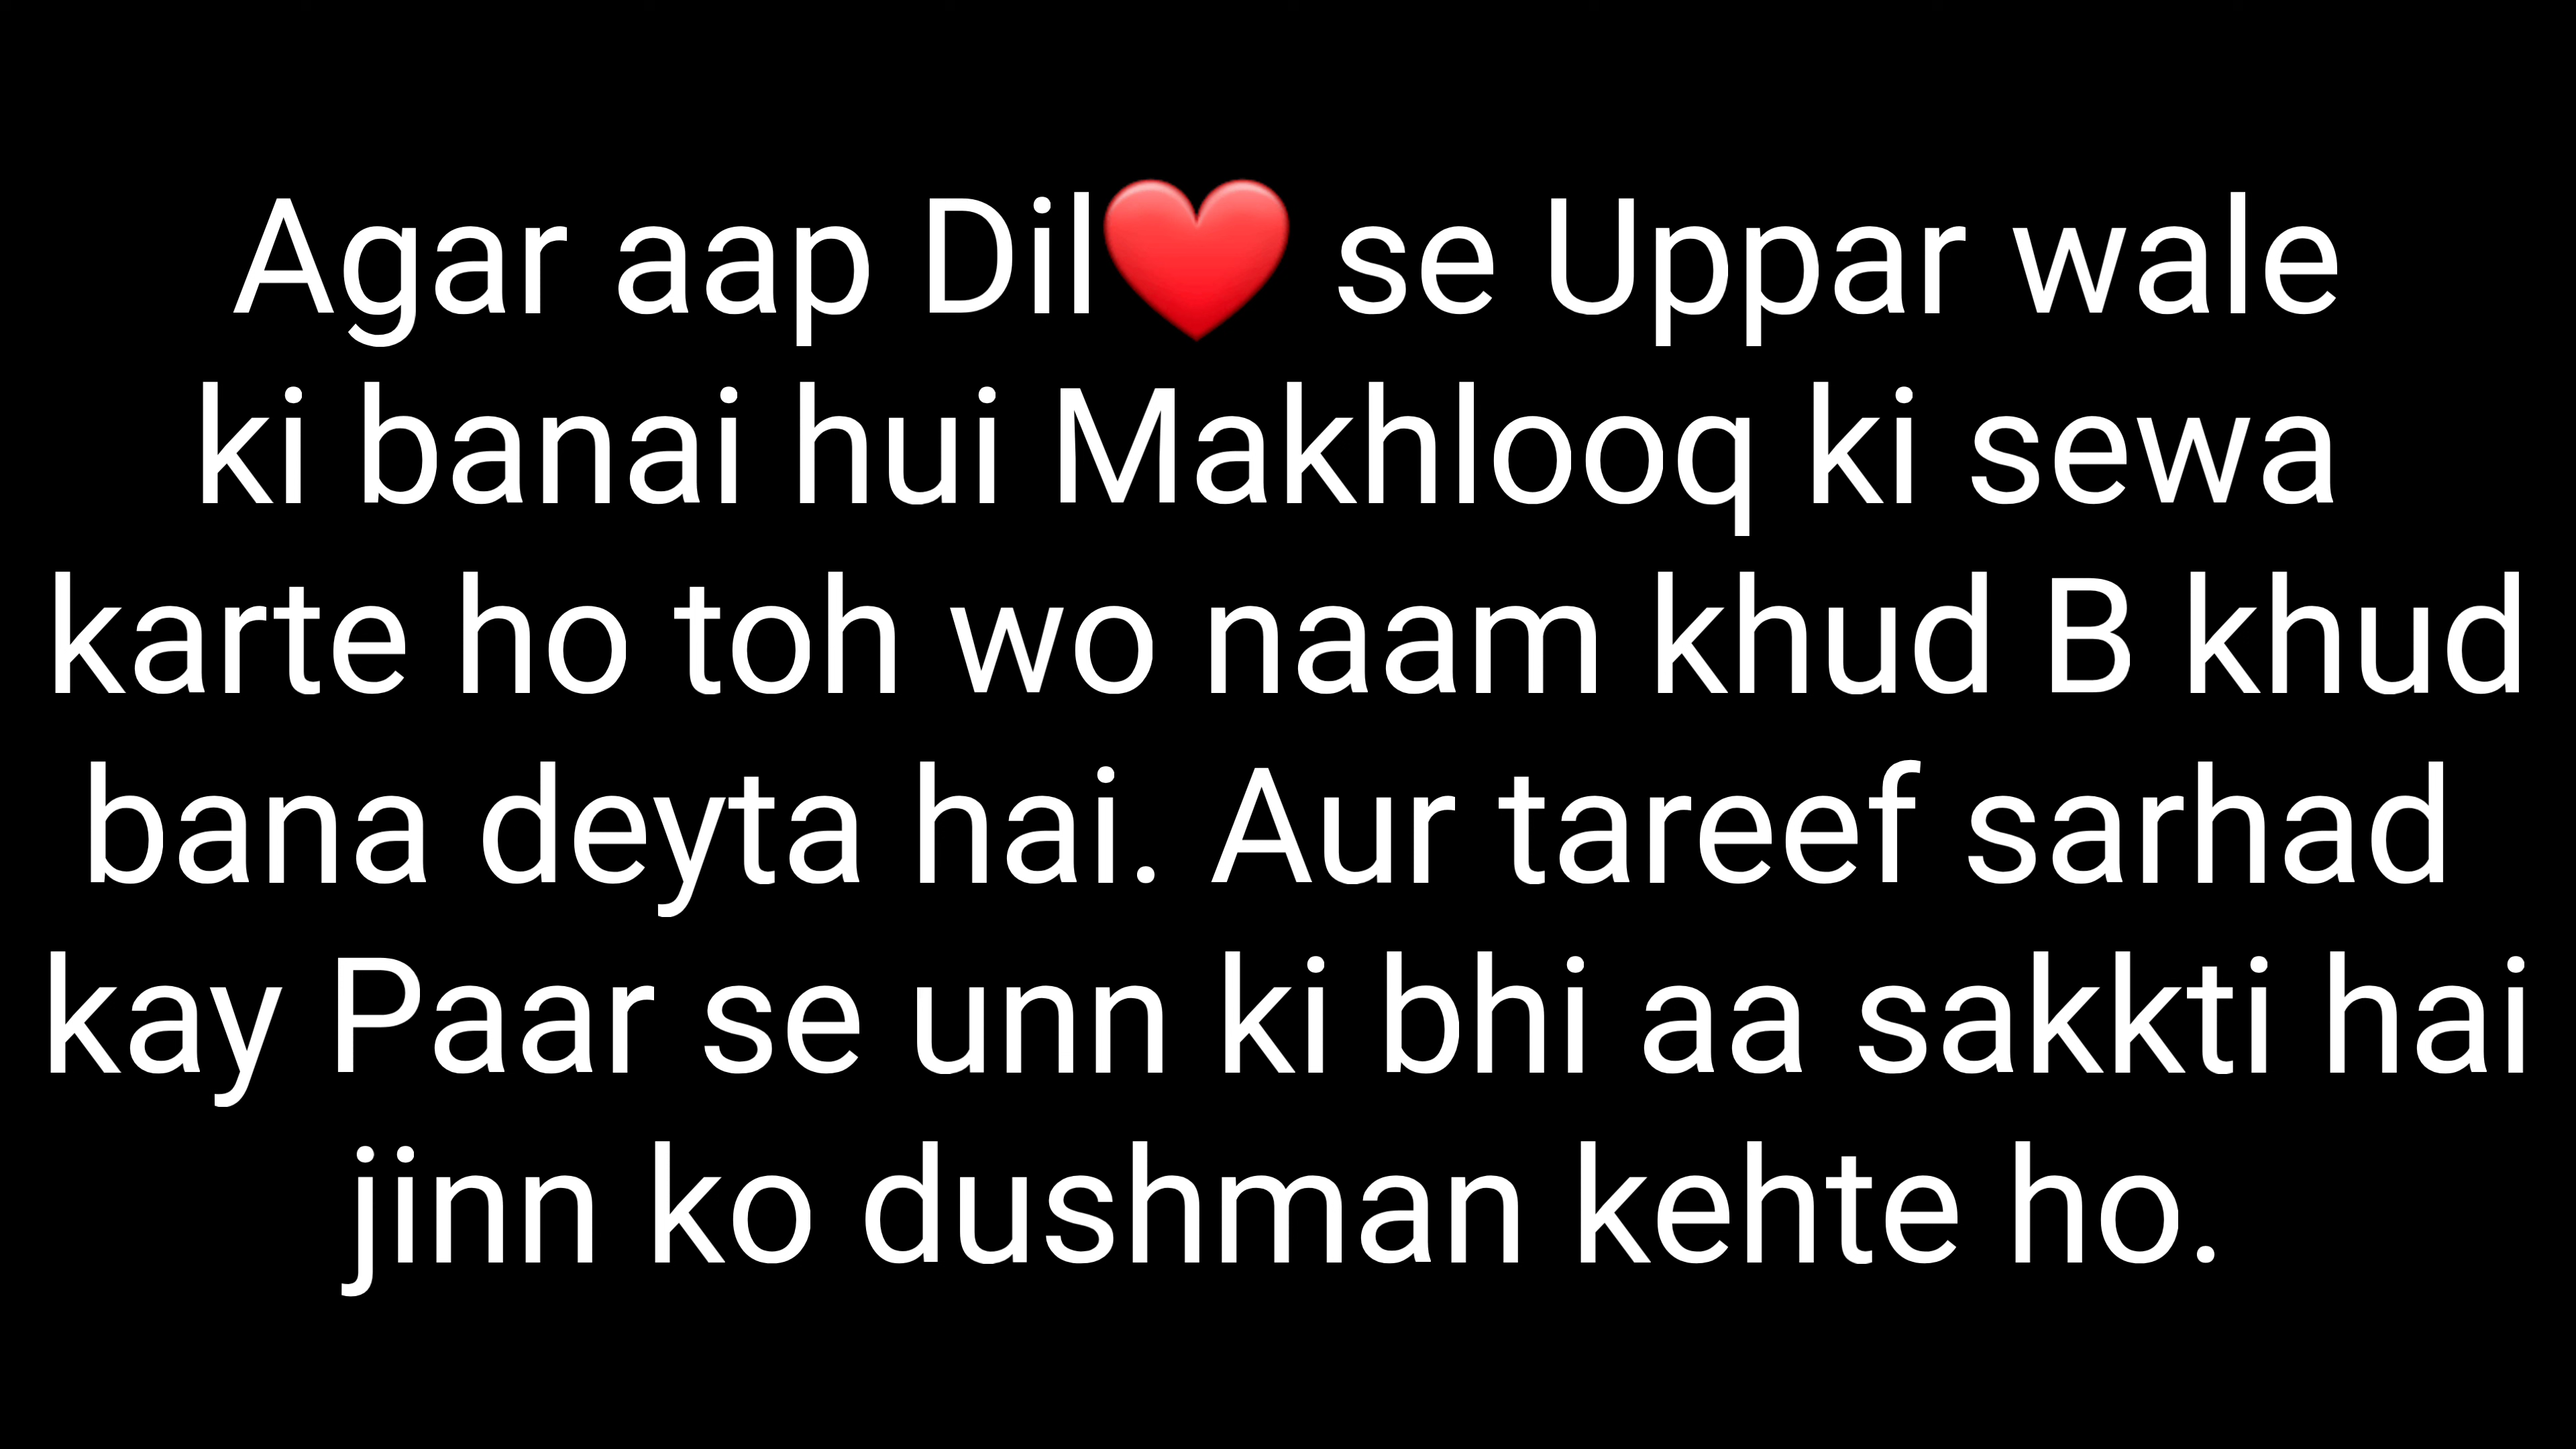 Agar aap Dil❤️ se Uppar wale
ki banai hui Makhlooq ki sewa
karte ho toh wo naam khud B khud
bana deyta hai. Aur tareef sarhad
kay Paar se unn ki bhi aa sakkti hai
jinn ko dushman kehte ho.